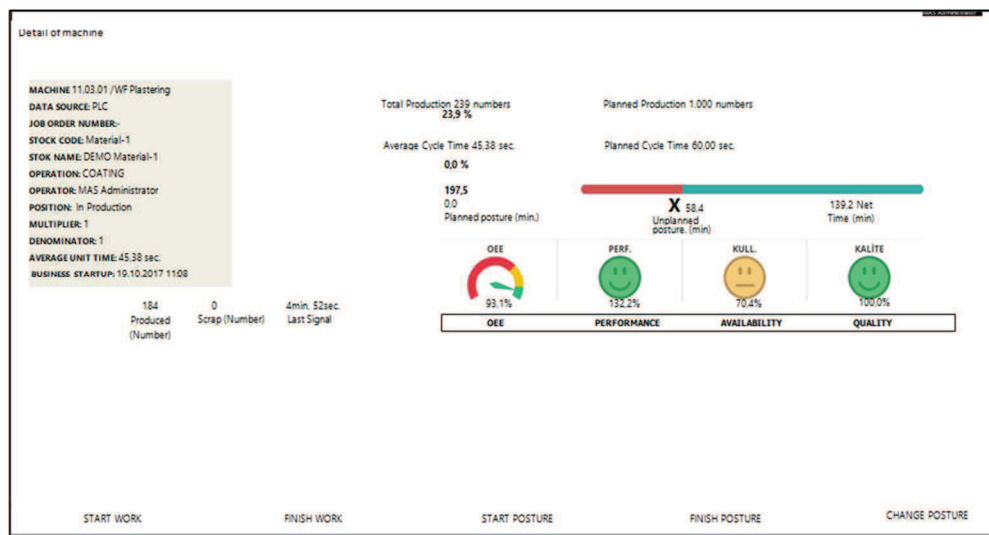 Detail of machine
MACHINE 11.03.01 /WF Plastering
DATA SOURCE: PLC
JOB ORDER NUMBER:-
STOCK CODE: Material-1
STOK NAME: DEMO Material-1
OPERATION: COATING
OPERATOR: MAS Administrator
POSITION: In Production
MULTIPLIER: 1
DENOMINATOR: 1
AVERAGE UNIT TIME: 45.38 sec.
BUSINESS STARTUP: 19.10.2017 11:08
184
Produced
(Number)
0
Scrap (Number)
4min, 52sec.
Last Signal
Total Production 239 numbers
23,9 %
Planned Production 1.000 numbers
Average Cycle Time 45,38 sec.
Planned Cycle Time 60,00 sec.
0,0 %
197,5
0,0
Planned posture (min.)
X 58,4
Unplanned
posture. (min)
139,2 Net
Time (min)
OEE
PERF.
KULL.
KALİTE
93,1%
132,2%
70,4%
100,0%
OEE
PERFORMANCE
AVAILABILITY
QUALITY
START WORK
FINISH WORK
START POSTURE
FINISH POSTURE
CHANGE POSTURE